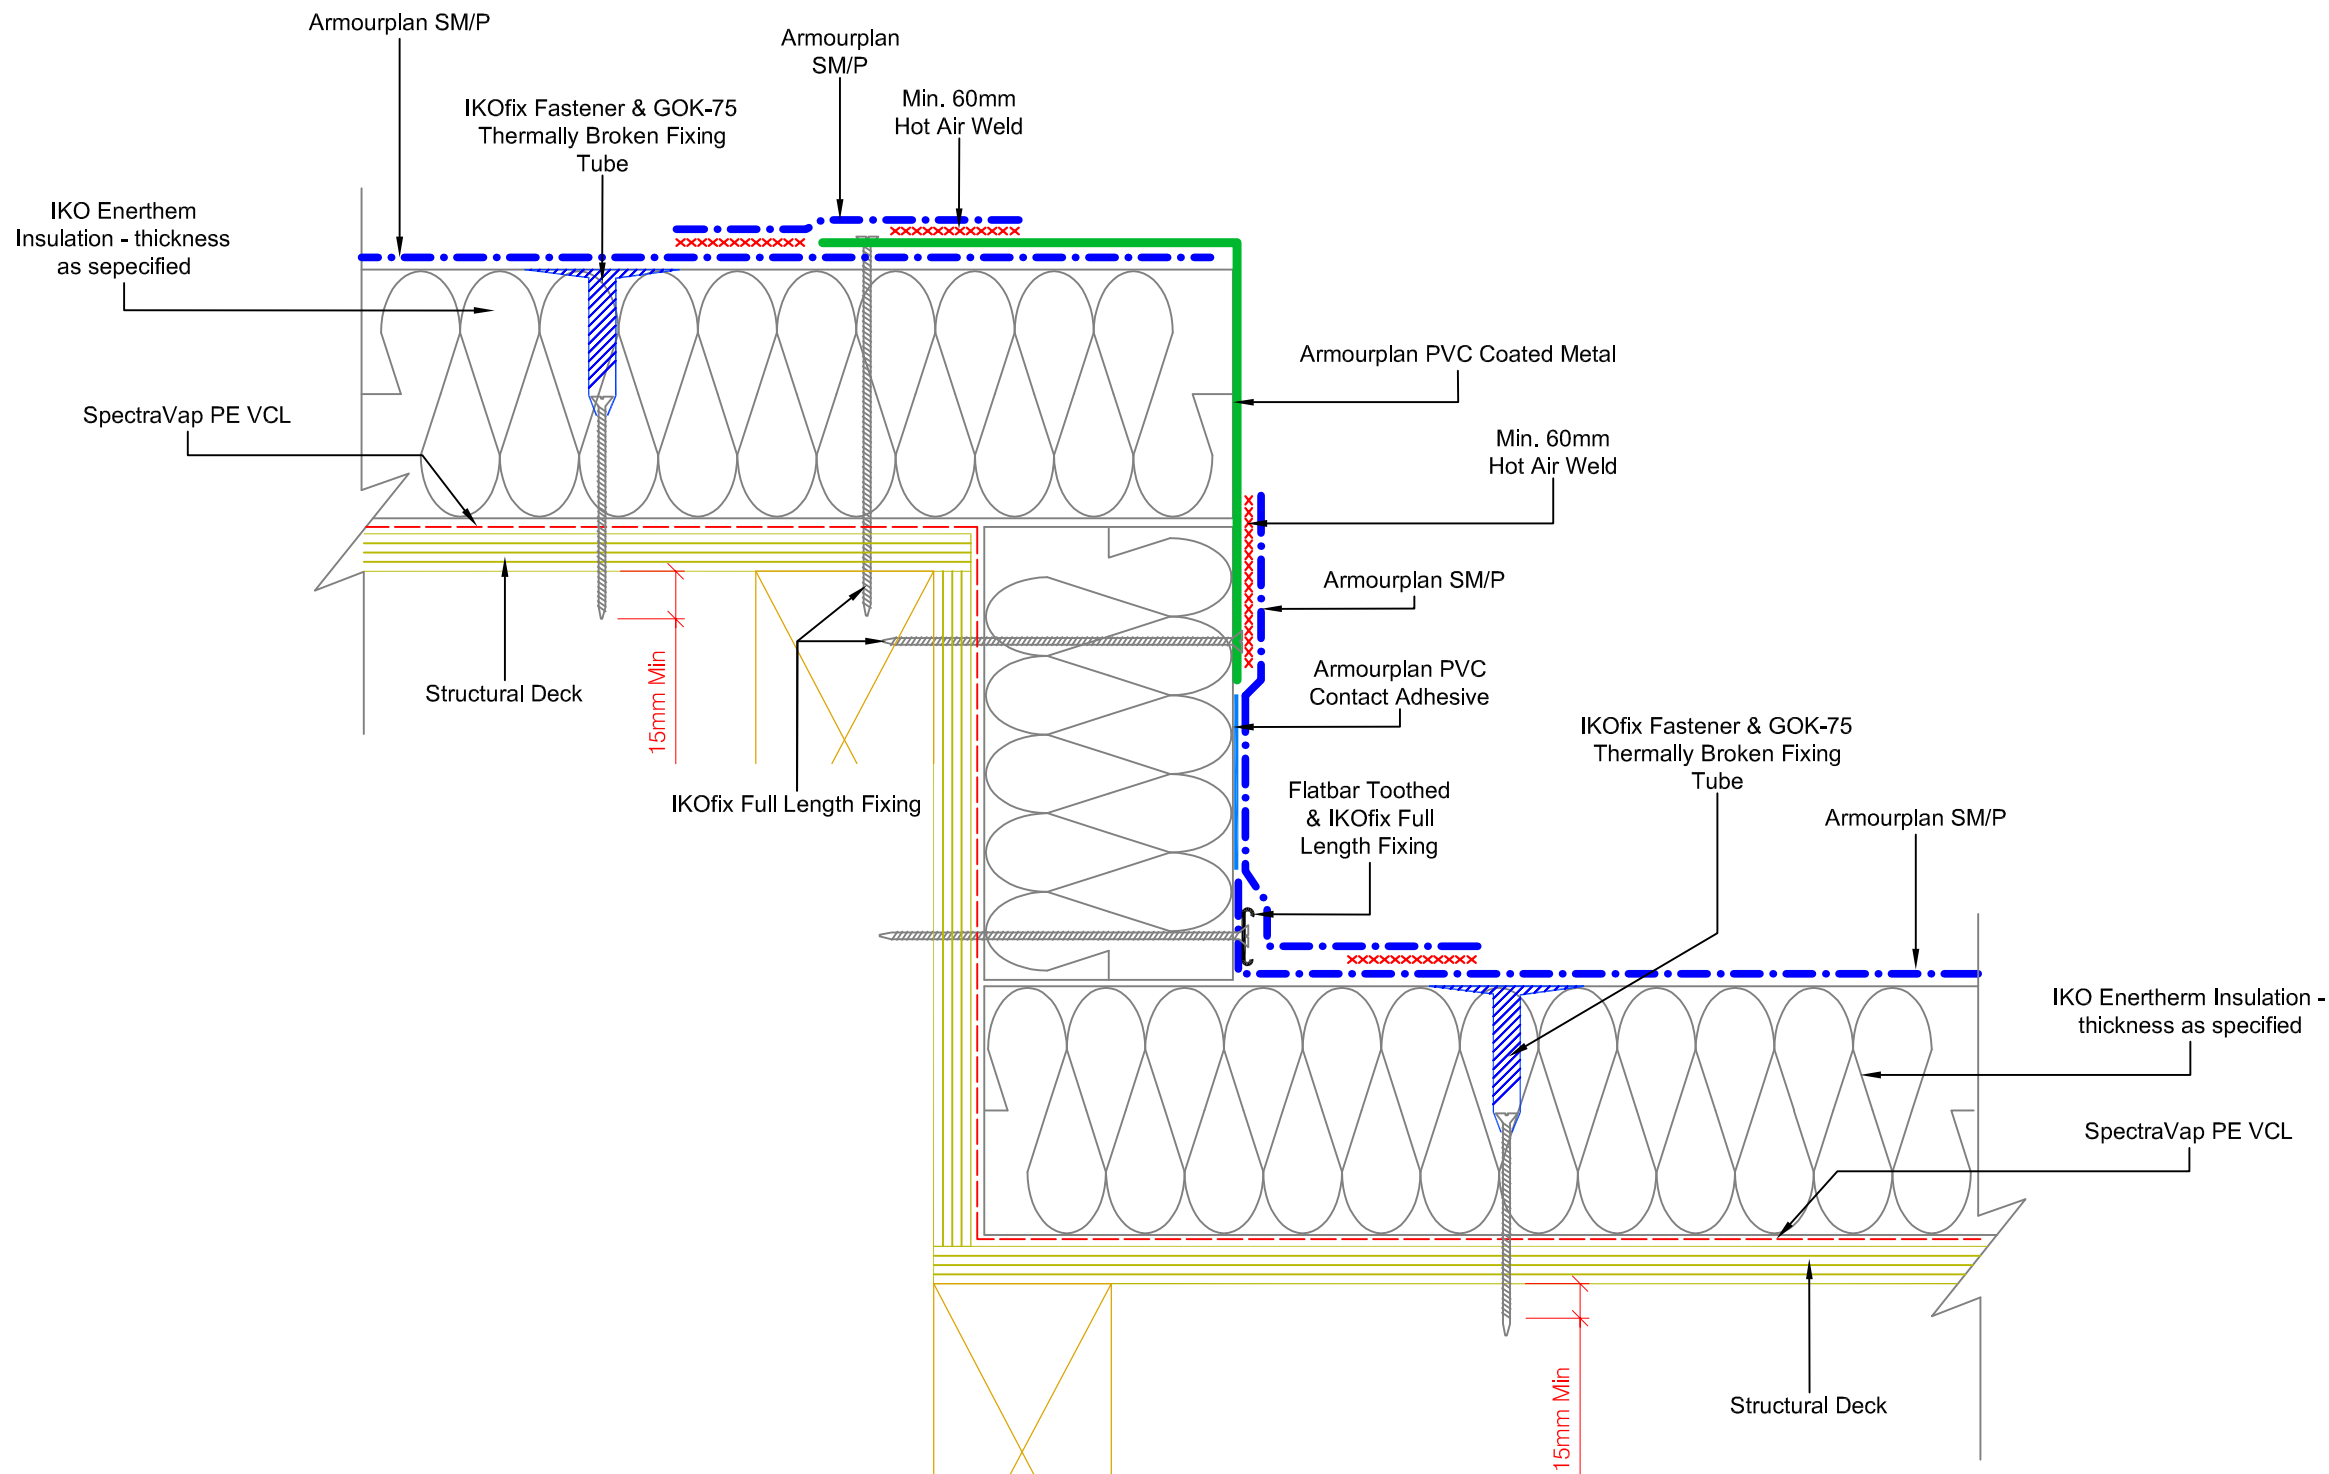 Armourplan SM/P
Armourplan
SM/P
Min. 60mm
Hot Air Weld
IKOfix Fastener & GOK-75
Thermally Broken Fixing
Tube
IKO Enerthem
Insulation - thickness
as sepecified
SpectraVap PE VCL
Structural Deck
15mm Min
IKOfix Full Length Fixing
Armourplan PVC Coated Metal
Min. 60mm
Hot Air Weld
Armourplan SM/P
Armourplan PVC
Contact Adhesive
Flatbar Toothed
& IKOfix Full
Length Fixing
IKOfix Fastener & GOK-75
Thermally Broken Fixing
Tube
Armourplan SM/P
IKO Enertherm Insulation -
thickness as specified
SpectraVap PE VCL
Structural Deck
15mm Min